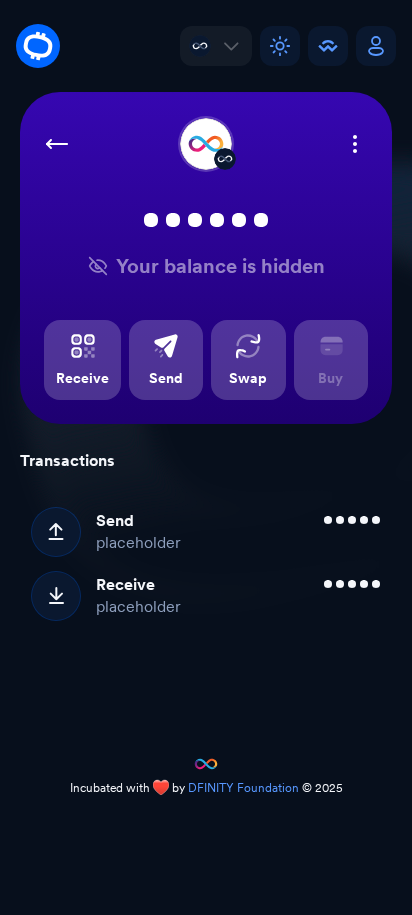 Your balance is hidden
Receive Send Swap Buy
Transactions
Send
placeholder
Receive
placeholder
Incubated with ❤️ by DFINITY Foundation © 2025